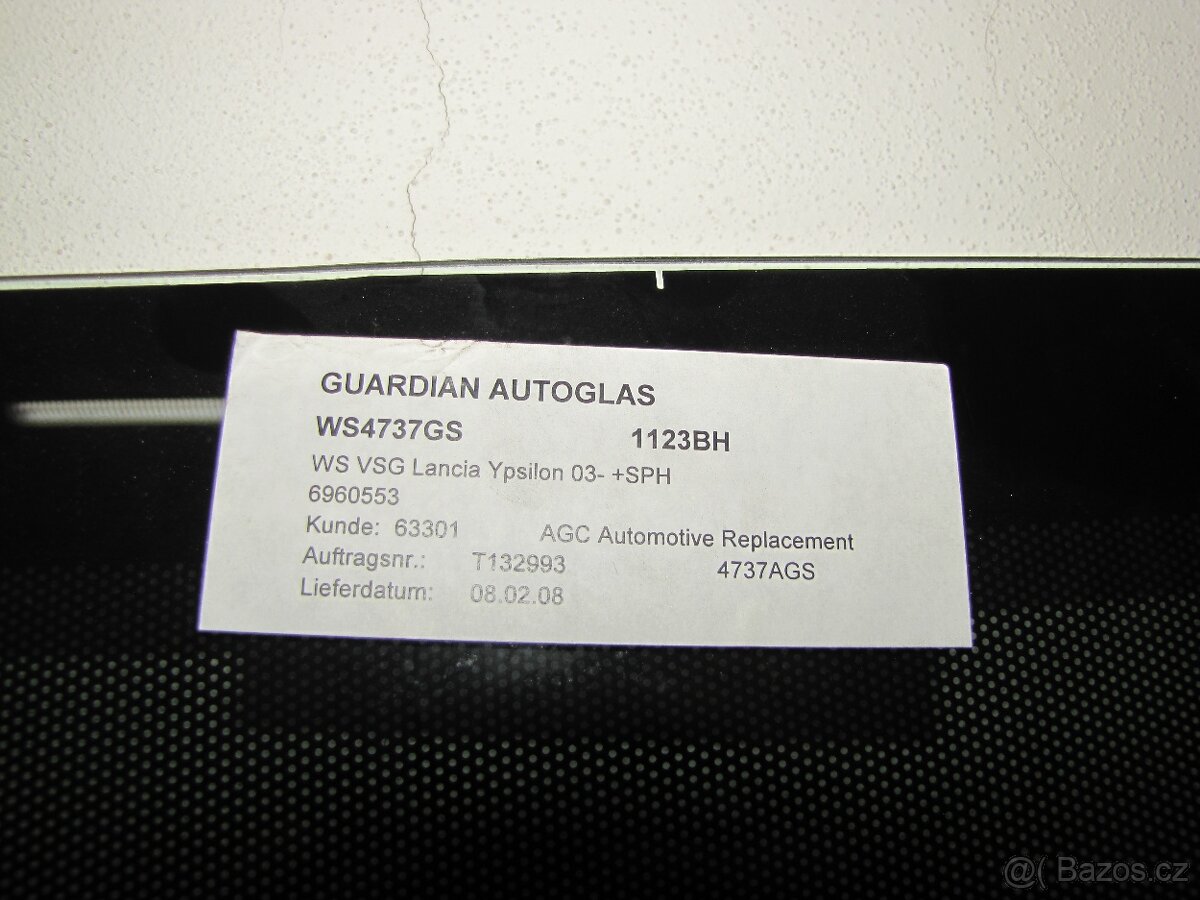 GUARDIAN AUTOGLAS
WS4737GS 1123BH
WS VSG Lancia Ypsilon 03- +SPH
6960553
Kunde: 63301 AGC Automotive Replacement
Auftragsnr.: T132993 4737AGS
Lieferdatum: 08.02.08
@( Bazos.cz